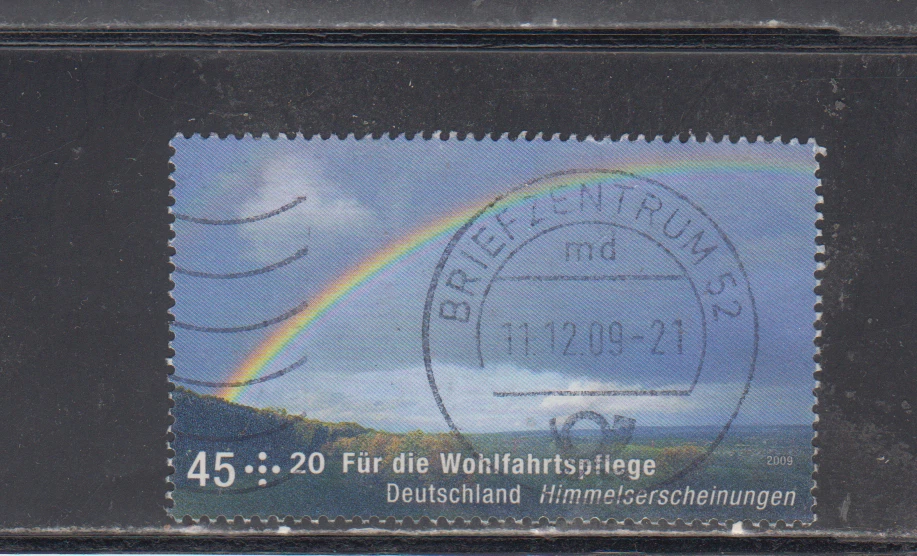 BRIEFZENTRUM 52
md
11.12.09-21
45 20 Für die Wohlfahrtspflege
2009
Deutschland Himmelserscheinungen